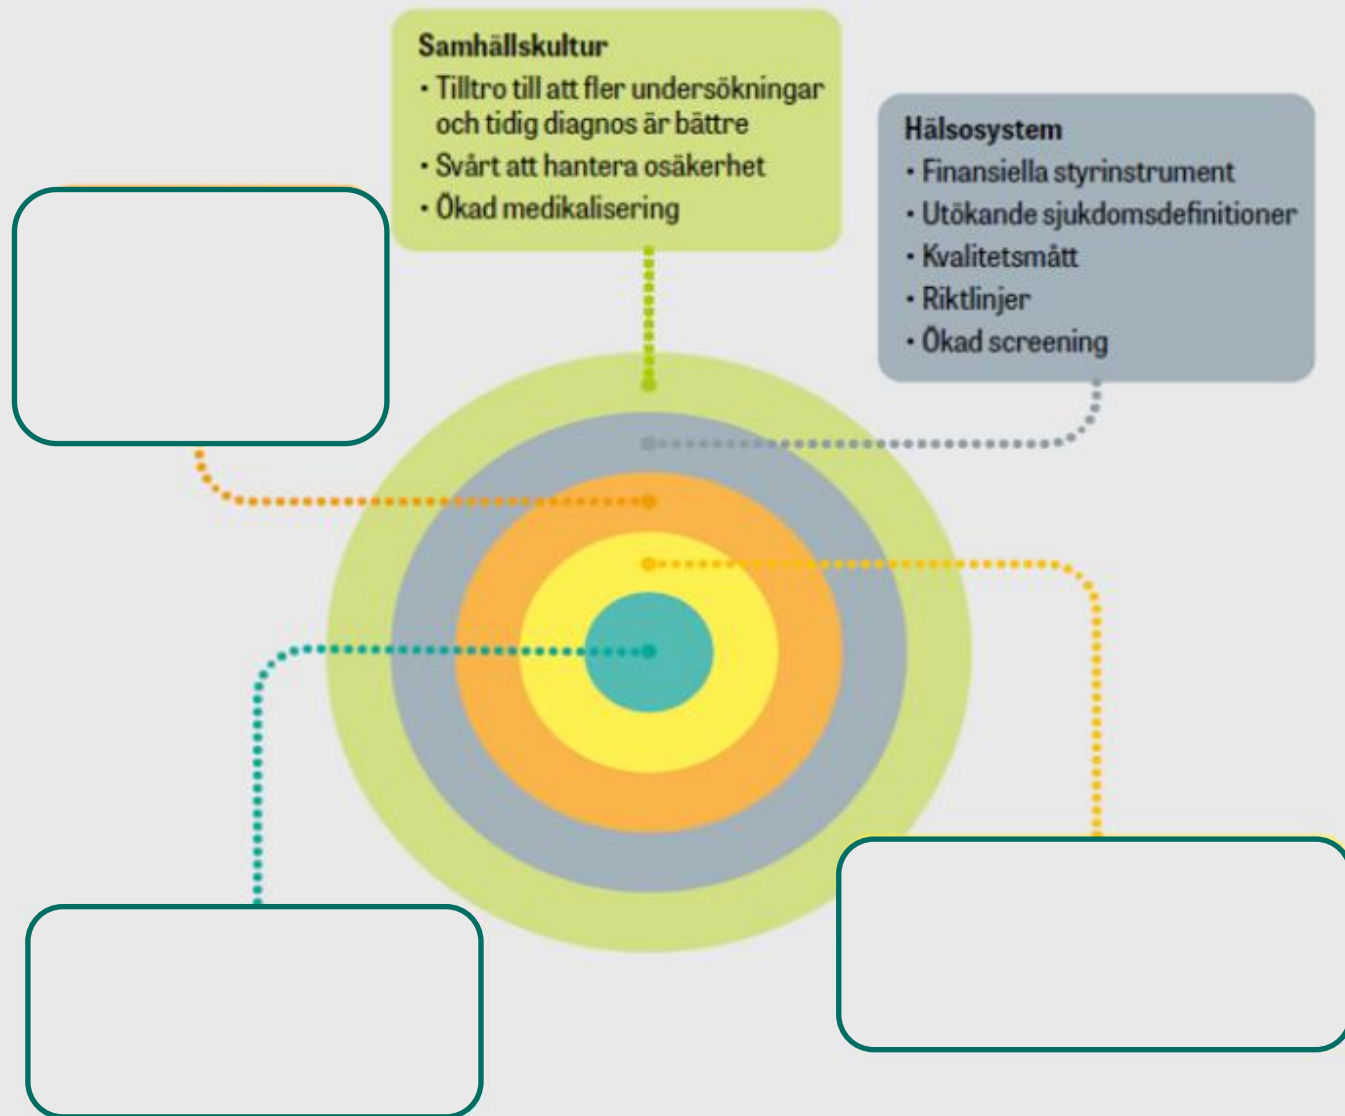 Samhällskultur
• Tilltro till att fler undersökningar
och tidig diagnos är bättre
• Svårt att hantera osäkerhet
• Ökad medikalisering
Hälsosystem
• Finansiella styrinstrument
• Utökande sjukdomsdefinitioner
• Kvalitetsmått
• Riktlinjer
• Ökad screening